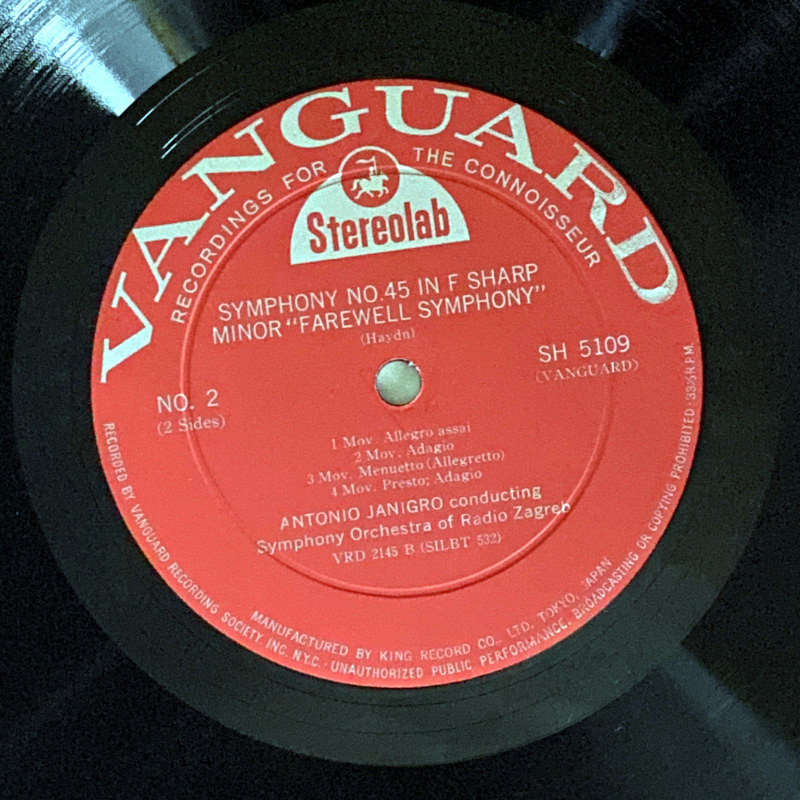 VANGUARD
RECORDINGS FOR THE CONNOISSEUR
Stereolab
SYMPHONY NO.45 IN F SHARP
MINOR "FAREWELL SYMPHONY"
(Haydn)
SH 5109
(VANGUARD)
NO. 2
(2 Sides)
1 Mov. Allegro assai
2 Mov. Adagio
3 Mov. Menuetto (Allegretto)
4 Mov. Presto; Adagio
ANTONIO JANIGRO conducting
Symphony Orchestra of Radio Zagreb
VRD 2145 B (SILBT 532)
MANUFACTURED BY KING RECORD CO., LTD. TOKYO, JAPAN
RECORDED BY VANGUARD RECORDING SOCIETY, INC. N.Y.C. · UNAUTHORIZED PUBLIC PERFORMANCE, BROADCASTING OR COPYING PROHIBITED · 33⅓ R.P.M.